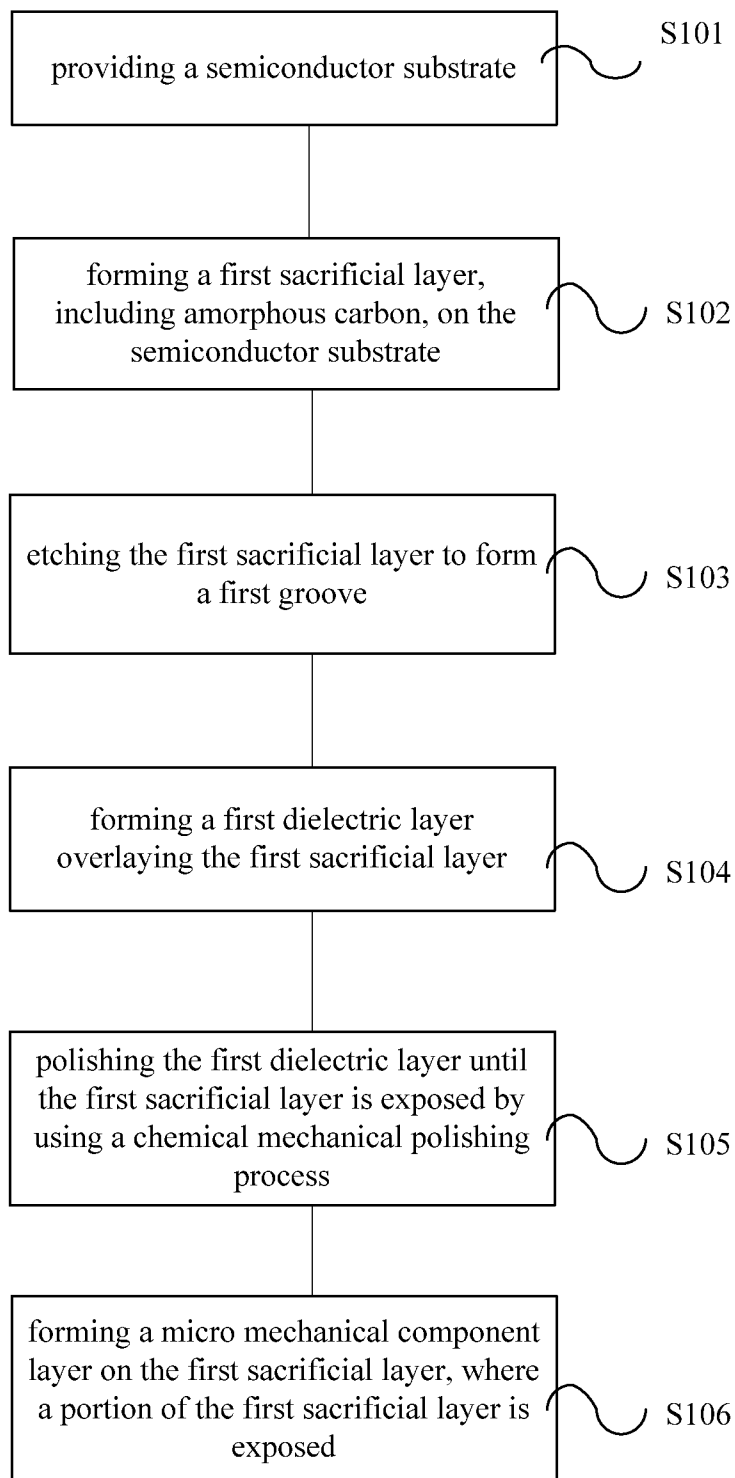 S101
providing a semiconductor substrate
forming a first sacrificial layer,
including amorphous carbon, on the
semiconductor substrate
S102
etching the first sacrificial layer to form
a first groove
S103
forming a first dielectric layer
overlaying the first sacrificial layer
S104
polishing the first dielectric layer until
the first sacrificial layer is exposed by
using a chemical mechanical polishing
process
S105
forming a micro mechanical component
layer on the first sacrificial layer, where
a portion of the first sacrificial layer is
exposed
S106